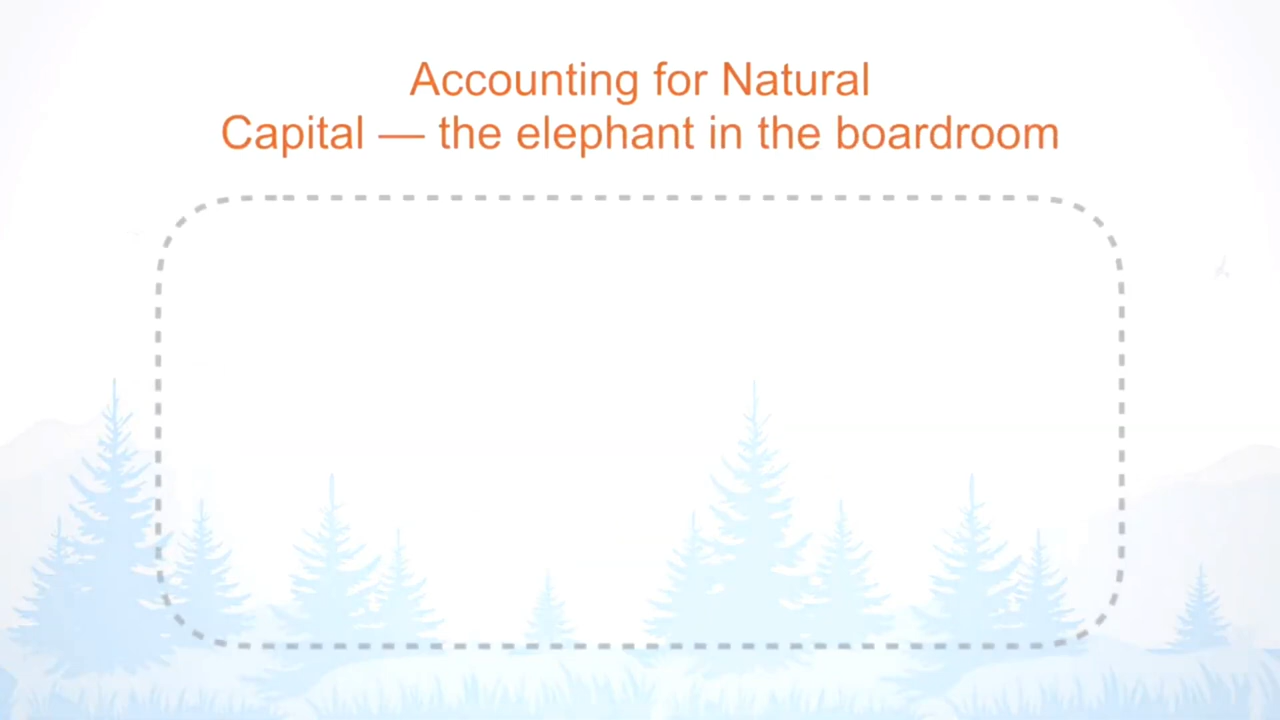 Accounting for Natural
Capital — the elephant in the boardroom